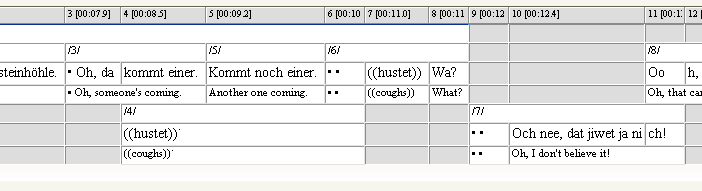 3 [00:07.9] 4 [00:08.5] 5 [00:09.2] 6 [00:10 7 [00:11.0] 8 [00:11 9 [00:12 10 [00:12.4] 11 [00:1 12 [
/3/ /5/ /6/ /8/
steinhöhle. • Oh, da kommt einer. Kommt noch einer. • • ((hustet)) Wa? Oo h,
• Oh, someone's coming. Another one coming. • • ((coughs)) What? Oh, that ca
/4/ /7/
((hustet))˙ • • Och nee, dat jiwet ja ni ch!
((coughs))˙ • • Oh, I don't believe it!